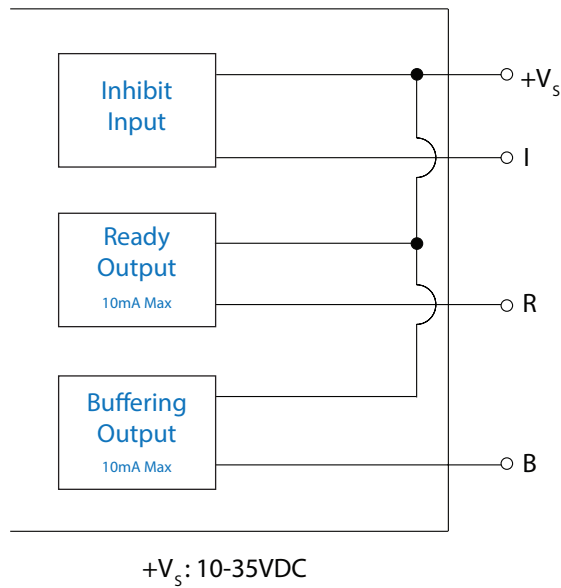 Inhibit
Input
+Vs
I
Ready
Output
10mA Max
R
Buffering
Output
10mA Max
B
+Vs: 10-35VDC